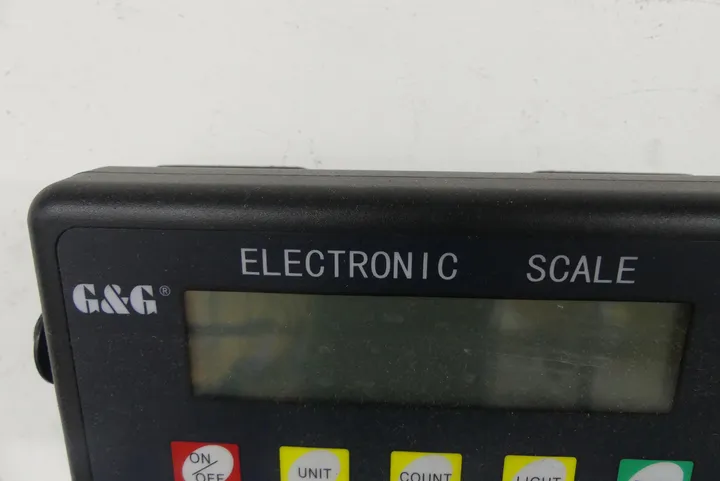 ELECTRONIC SCALE
G&G®
ON/OFF UNIT COUNT LIGHT